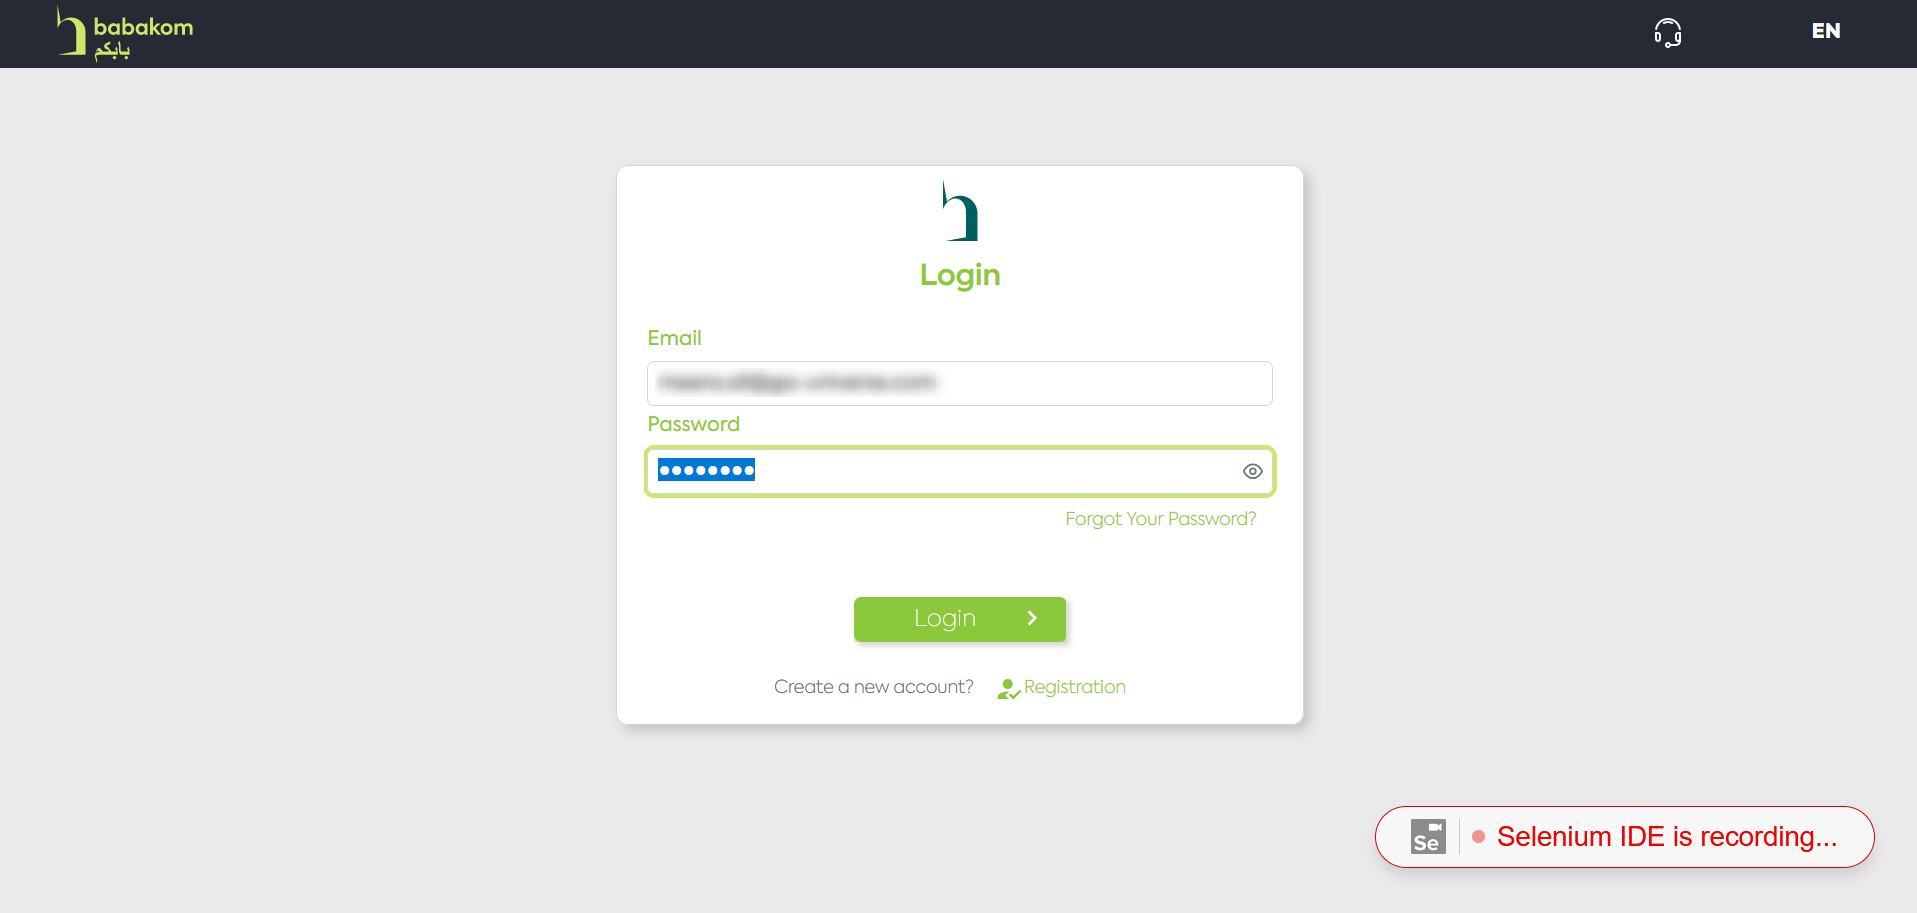 babakom
بابكم
EN
Login
Email
Password
Forgot Your Password?
Login
Create a new account? Registration
Se Selenium IDE is recording...